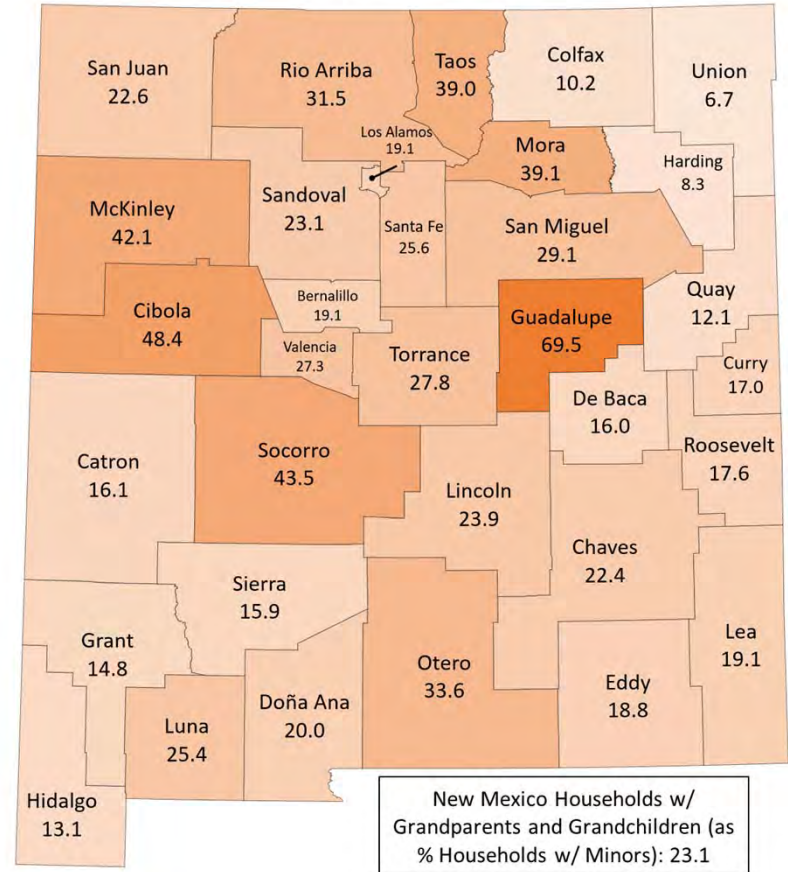 San Juan
22.6
Rio Arriba
31.5
Taos
39.0
Colfax
10.2
Union
6.7
Los Alamos
19.1
Mora
39.1
Harding
8.3
McKinley
42.1
Sandoval
23.1
Santa Fe
25.6
San Miguel
29.1
Cibola
48.4
Bernalillo
19.1
Valencia
27.3
Torrance
27.8
Guadalupe
69.5
Quay
12.1
Curry
17.0
De Baca
16.0
Roosevelt
17.6
Catron
16.1
Socorro
43.5
Lincoln
23.9
Chaves
22.4
Sierra
15.9
Grant
14.8
Luna
25.4
Doña Ana
20.0
Otero
33.6
Eddy
18.8
Lea
19.1
Hidalgo
13.1
New Mexico Households w/
Grandparents and Grandchildren (as
% Households w/ Minors): 23.1